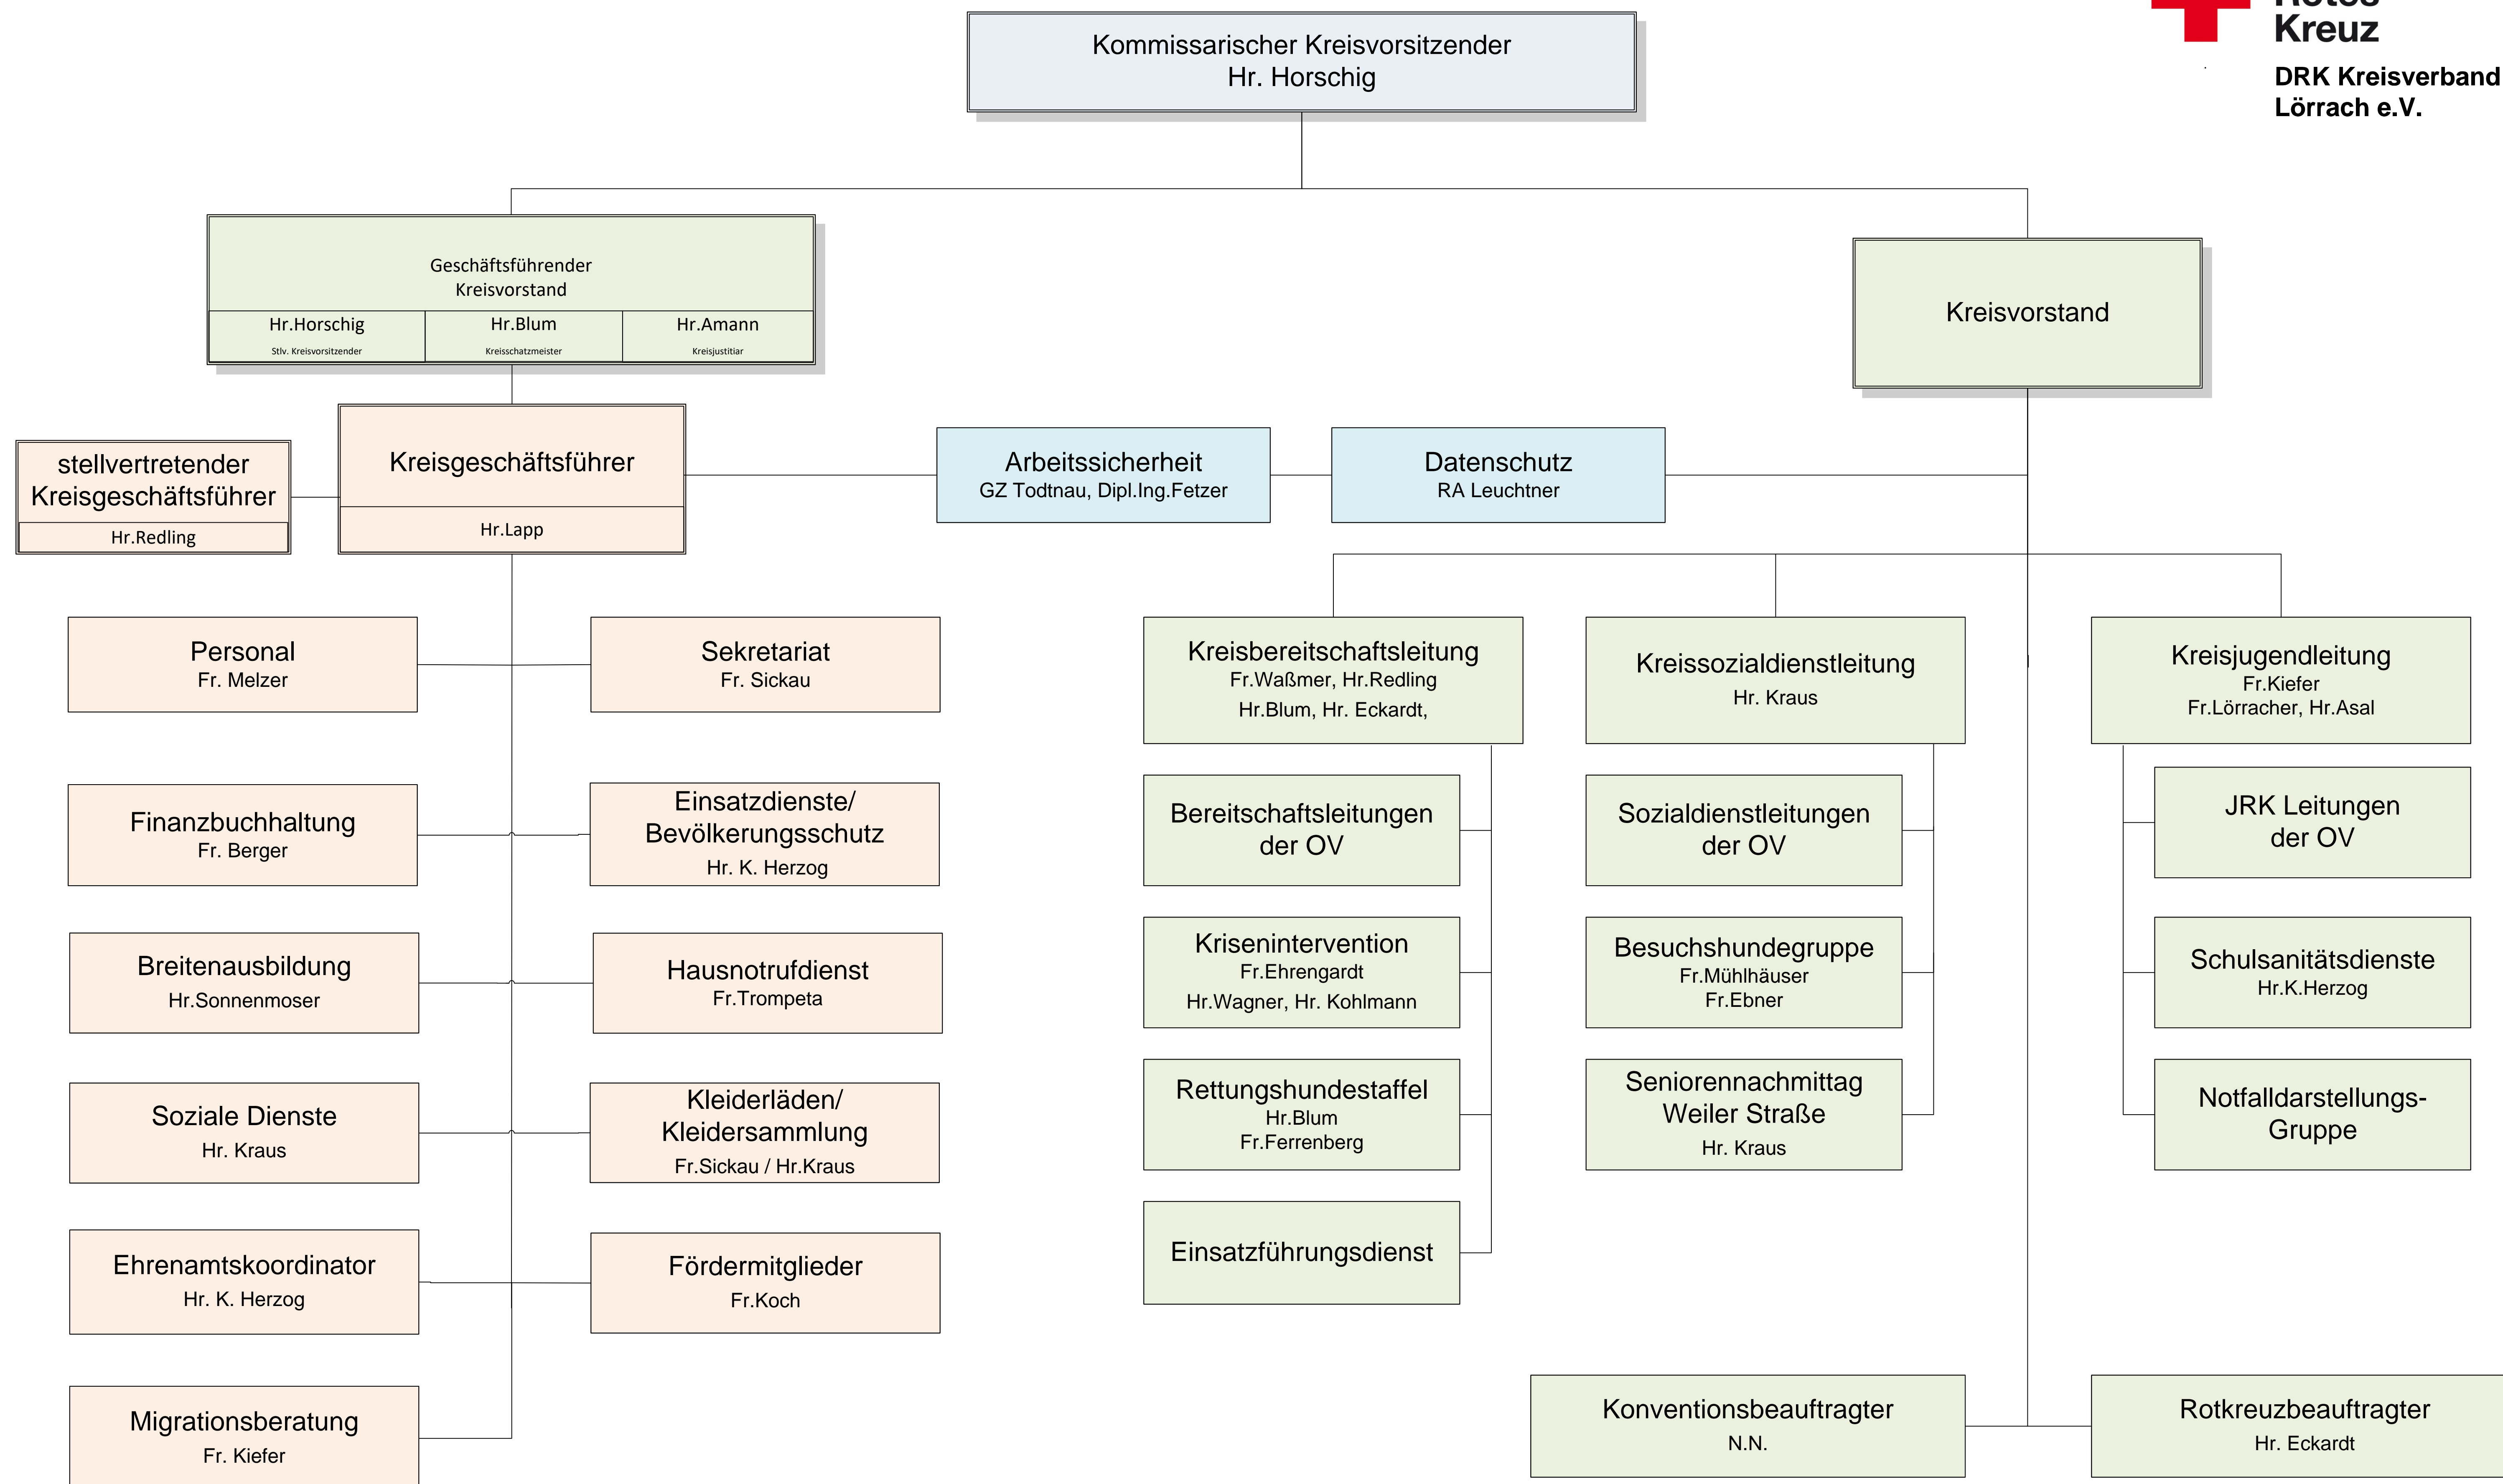 Kommissarischer Kreisvorsitzender
Hr. Horschig
Kreuz
DRK Kreisverband
Lörrach e.V.
Geschäftsführender
Kreisvorstand
Hr.Horschig
Stlv. Kreisvorsitzender
Hr.Blum
Kreisschatzmeister
Hr.Amann
Kreisjustitiar
Kreisvorstand
stellvertretender
Kreisgeschäftsführer
Hr.Redling
Kreisgeschäftsführer
Hr.Lapp
Arbeitssicherheit
GZ Todtnau, Dipl.Ing.Fetzer
Datenschutz
RA Leuchtner
Personal
Fr. Melzer
Sekretariat
Fr. Sickau
Finanzbuchhaltung
Fr. Berger
Einsatzdienste/
Bevölkerungsschutz
Hr. K. Herzog
Breitenausbildung
Hr.Sonnenmoser
Hausnotrufdienst
Fr.Trompeta
Soziale Dienste
Hr. Kraus
Kleiderläden/
Kleidersammlung
Fr.Sickau / Hr.Kraus
Ehrenamtskoordinator
Hr. K. Herzog
Fördermitglieder
Fr.Koch
Migrationsberatung
Fr. Kiefer
Kreisbereitschaftsleitung
Fr.Waßmer, Hr.Redling
Hr.Blum, Hr. Eckardt,
Bereitschaftsleitungen
der OV
Krisenintervention
Fr.Ehrengardt
Hr.Wagner, Hr. Kohlmann
Rettungshundestaffel
Hr.Blum
Fr.Ferrenberg
Einsatzführungsdienst
Kreissozialdienstleitung
Hr. Kraus
Sozialdienstleitungen
der OV
Besuchshundegruppe
Fr.Mühlhäuser
Fr.Ebner
Seniorennachmittag
Weiler Straße
Hr. Kraus
Kreisjugendleitung
Fr.Kiefer
Fr.Lörracher, Hr.Asal
JRK Leitungen
der OV
Schulsanitätsdienste
Hr.K.Herzog
Notfalldarstellungs-
Gruppe
Konventionsbeauftragter
N.N.
Rotkreuzbeauftragter
Hr. Eckardt